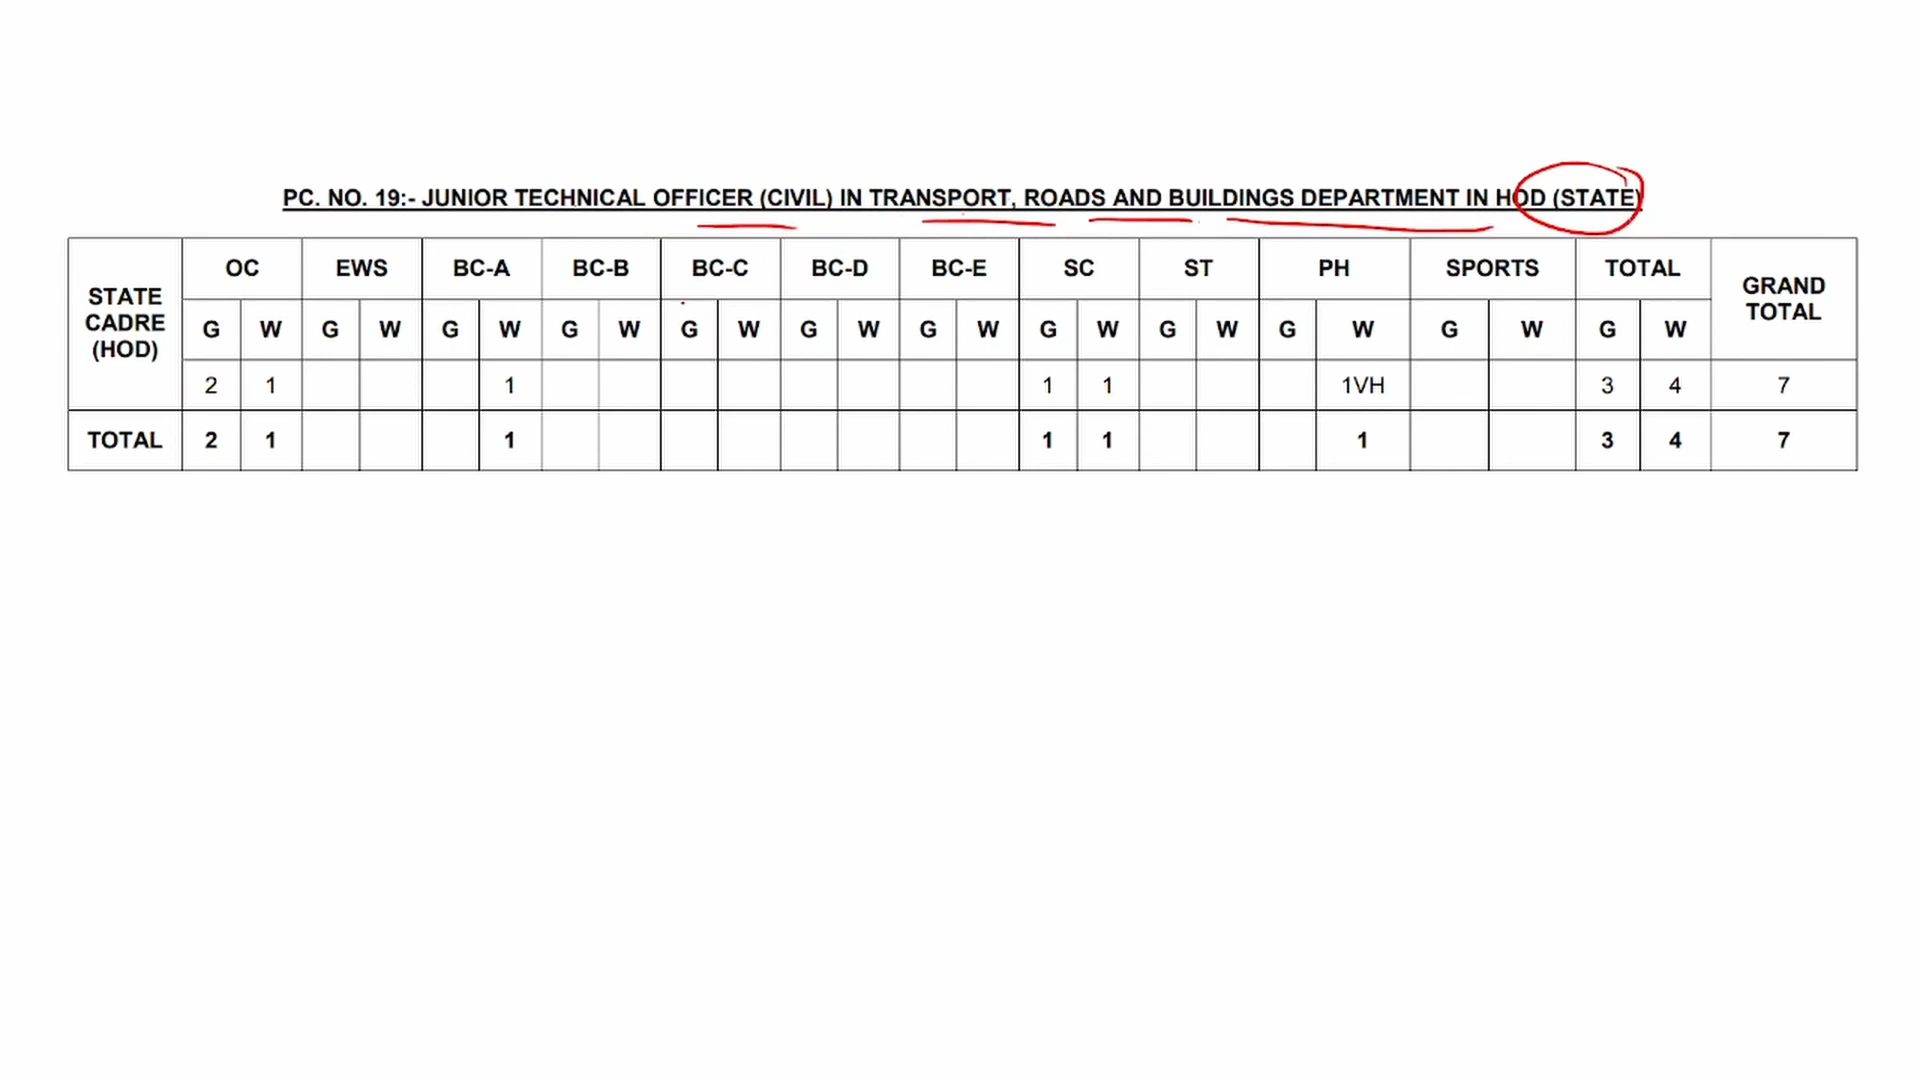 PC. NO. 19:- JUNIOR TECHNICAL OFFICER (CIVIL) IN TRANSPORT, ROADS AND BUILDINGS DEPARTMENT IN HOD (STATE)
STATE CADRE (HOD) OC EWS BC-A BC-B BC-C BC-D BC-E SC ST PH SPORTS TOTAL GRAND TOTAL
G W G W G W G W G W G W G W G W G W G W G W G W
2 1 1 1 1 1VH 3 4 7
TOTAL 2 1 1 1 1 1 3 4 7